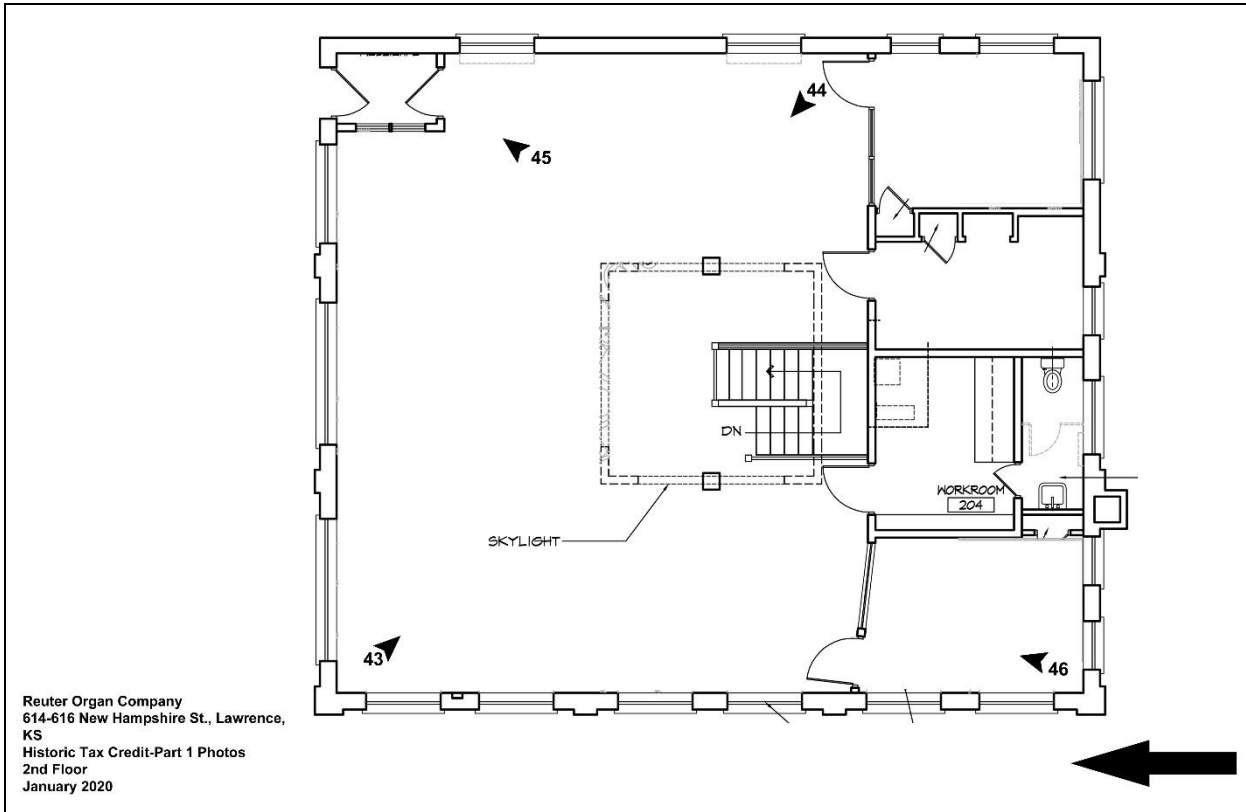 44
45
DN
WORKROOM
204
SKYLIGHT
43
46
Reuter Organ Company
614-616 New Hampshire St., Lawrence,
KS
Historic Tax Credit-Part 1 Photos
2nd Floor
January 2020